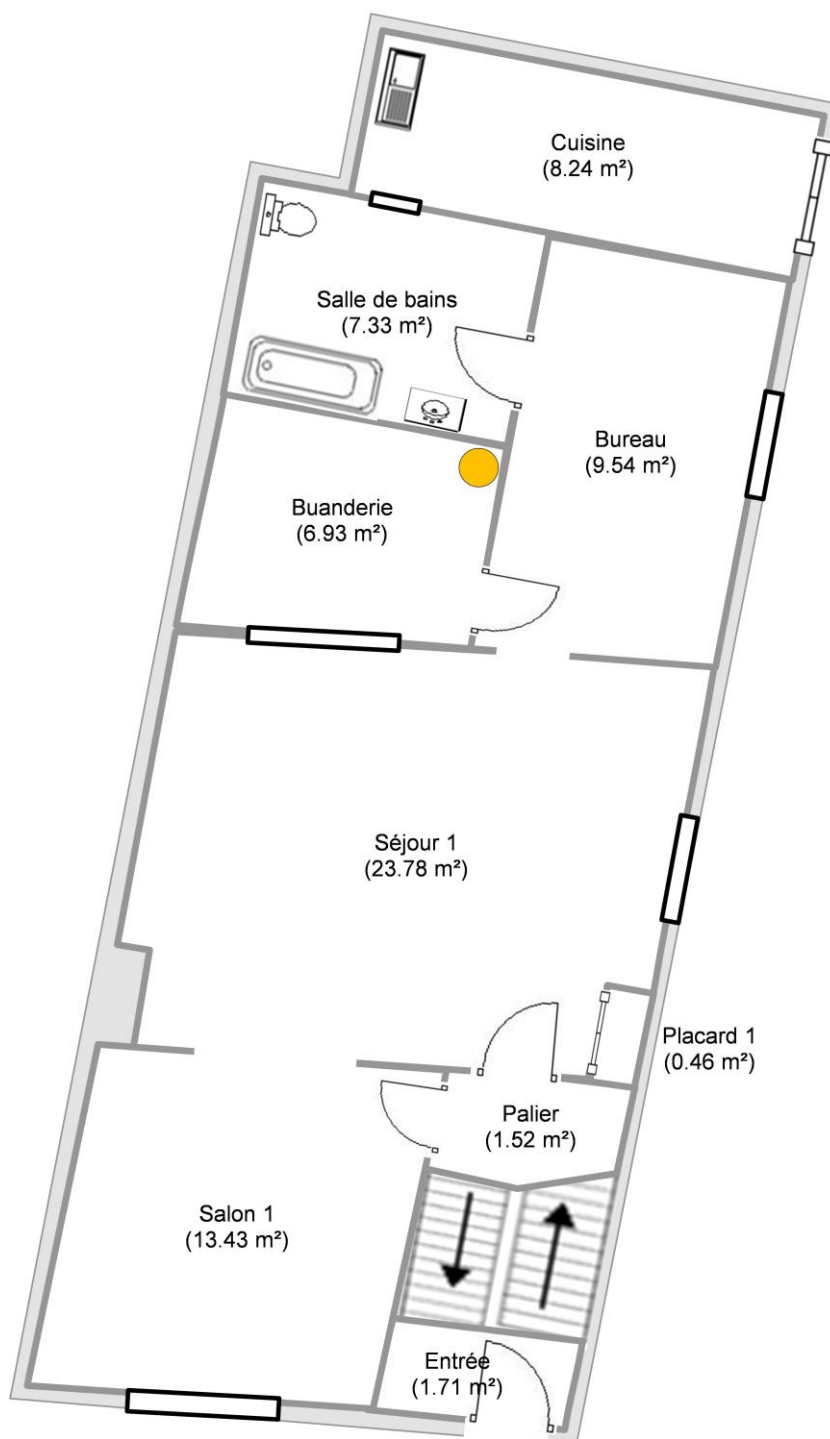 Cuisine
(8.24 m²)
Salle de bains
(7.33 m²)
Bureau
(9.54 m²)
Buanderie
(6.93 m²)
Séjour 1
(23.78 m²)
Placard 1
(0.46 m²)
Palier
(1.52 m²)
Salon 1
(13.43 m²)
Entrée
(1.71 m²)